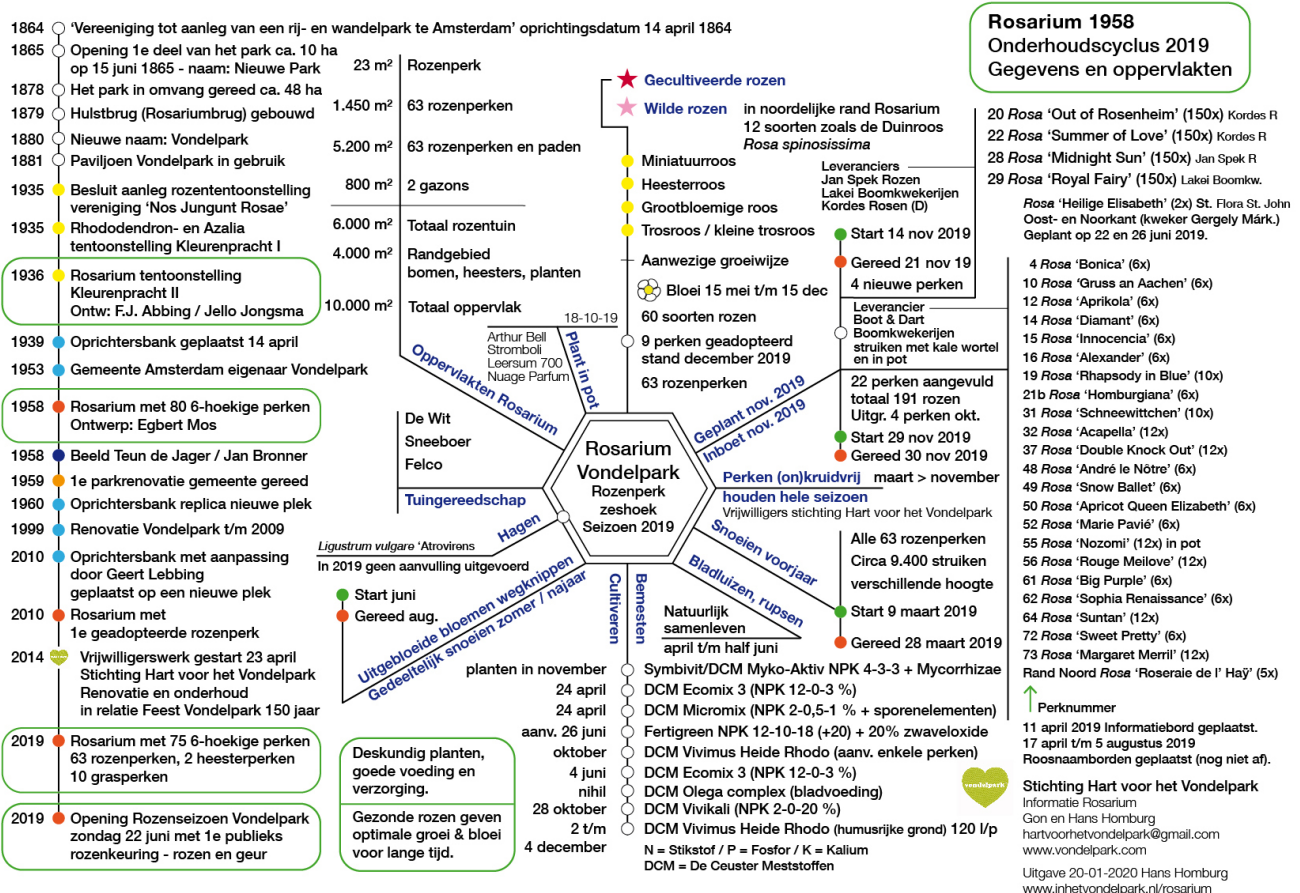 1864 'Vereeniging tot aanleg van een rij- en wandelpark te Amsterdam' oprichtingsdatum 14 april 1864
1865 Opening 1e deel van het park ca. 10 ha
op 15 juni 1865 - naam: Nieuwe Park
1878 Het park in omvang gereed ca. 48 ha
1879 Hulstbrug (Rosariumbrug) gebouwd
1880 Nieuwe naam: Vondelpark
1881 Paviljoen Vondelpark in gebruik
1935 Besluit aanleg rozententoonstelling
vereniging 'Nos Jungunt Rosae'
1935 Rhododendron- en Azalia
tentoonstelling Kleurenpracht I
1936 Rosarium tentoonstelling
Kleurenpracht II
Ontw: F.J. Abbing / Jello Jongsma
1939 Oprichtersbank geplaatst 14 april
1953 Gemeente Amsterdam eigenaar Vondelpark
1958 Rosarium met 80 6-hoekige perken
Ontwerp: Egbert Mos
1958 Beeld Teun de Jager / Jan Bronner
1959 1e parkrenovatie gemeente gereed
1960 Oprichtersbank replica nieuwe plek
1999 Renovatie Vondelpark t/m 2009
2010 Oprichtersbank met aanpassing
door Geert Lebbing
geplaatst op een nieuwe plek
2010 Rosarium met
1e geadopteerde rozenperk
2014 Vrijwilligerswerk gestart 23 april
Stichting Hart voor het Vondelpark
Renovatie en onderhoud
in relatie Feest Vondelpark 150 jaar
2019 Rosarium met 75 6-hoekige perken
63 rozenperken, 2 heesterperken
10 grasperken
2019 Opening Rozenseizoen Vondelpark
zondag 22 juni met 1e publieks
rozenkeuring - rozen en geur
23 m² Rozenperk
1.450 m² 63 rozenperken
5.200 m² 63 rozenperken en paden
800 m² 2 gazons
6.000 m² Totaal rozentuin
4.000 m² Randgebied
bomen, heesters, planten
10.000 m² Totaal oppervlak
Oppervlakten Rosarium
18-10-19
Arthur Bell
Stromboli
Leersum 700
Nuage Parfum
Plant in pot
Gecultiveerde rozen
Wilde rozen in noordelijke rand Rosarium
12 soorten zoals de Duinroos
Rosa spinosissima
Miniatuurroos
Heesterroos
Grootbloemige roos
Trosroos / kleine trosroos
Aanwezige groeiwijze
Bloei 15 mei t/m 15 dec
60 soorten rozen
9 perken geadopteerd
stand december 2019
63 rozenperken
De Wit
Sneeboer
Felco
Tuingereedschap
Rosarium
Vondelpark
Rozenperk
zeshoek
Seizoen 2019
Hagen
Ligustrum vulgare 'Atrovirens
In 2019 geen aanvulling uitgevoerd
Start juni
Gereed aug.
Uitgebloeide bloemen wegknippen
Gedeeltelijk snoeien zomer / najaar
Cultiveren
Bemesten
planten in november Symbivit/DCM Myko-Aktiv NPK 4-3-3 + Mycorrhizae
24 april DCM Ecomix 3 (NPK 12-0-3 %)
24 april DCM Micromix (NPK 2-0,5-1 % + sporenelementen)
aanv. 26 juni Fertigreen NPK 12-10-18 (+20) + 20% zwaveloxide
oktober DCM Vivimus Heide Rhodo (aanv. enkele perken)
4 juni DCM Ecomix 3 (NPK 12-0-3 %)
nihil DCM Olega complex (bladvoeding)
28 oktober DCM Vivikali (NPK 2-0-20 %)
2 t/m DCM Vivimus Heide Rhodo (humusrijke grond) 120 l/p
4 december
N = Stikstof / P = Fosfor / K = Kalium
DCM = De Ceuster Meststoffen
Deskundig planten,
goede voeding en
verzorging.
Gezonde rozen geven
optimale groei & bloei
voor lange tijd.
Bladluizen, rupsen
Natuurlijk
samenleven
april t/m half juni
Snoeien voorjaar
Alle 63 rozenperken
Circa 9.400 struiken
verschillende hoogte
Start 9 maart 2019
Gereed 28 maart 2019
Perken (on)kruidvrij maart > november
houden hele seizoen
Vrijwilligers stichting Hart voor het Vondelpark
Geplant nov. 2019
Inboet nov. 2019
Leveranciers
Jan Spek Rozen
Lakei Boomkwekerijen
Kordes Rosen (D)
Start 14 nov 2019
Gereed 21 nov 19
4 nieuwe perken
Leverancier
Boot & Dart
Boomkwekerijen
struiken met kale wortel
en in pot
22 perken aangevuld
totaal 191 rozen
Uitgr. 4 perken okt.
Start 29 nov 2019
Gereed 30 nov 2019
Rosarium 1958
Onderhoudscyclus 2019
Gegevens en oppervlakten
20 Rosa 'Out of Rosenheim' (150x) Kordes R
22 Rosa 'Summer of Love' (150x) Kordes R
28 Rosa 'Midnight Sun' (150x) Jan Spek R
29 Rosa 'Royal Fairy' (150x) Lakei Boomkw.
Rosa 'Heilige Elisabeth' (2x) St. Flora St. John
Oost- en Noorkant (kweker Gergely Márk.)
Geplant op 22 en 26 juni 2019.
4 Rosa 'Bonica' (6x)
10 Rosa 'Gruss an Aachen' (6x)
12 Rosa 'Aprikola' (6x)
14 Rosa 'Diamant' (6x)
15 Rosa 'Innocencia' (6x)
16 Rosa 'Alexander' (6x)
19 Rosa 'Rhapsody in Blue' (10x)
21b Rosa 'Homburgiana' (6x)
31 Rosa 'Schneewittchen' (10x)
32 Rosa 'Acapella' (12x)
37 Rosa 'Double Knock Out' (12x)
48 Rosa 'André le Nôtre' (6x)
49 Rosa 'Snow Ballet' (6x)
50 Rosa 'Apricot Queen Elizabeth' (6x)
52 Rosa 'Marie Pavié' (6x)
55 Rosa 'Nozomi' (12x) in pot
56 Rosa 'Rouge Meilove' (12x)
61 Rosa 'Big Purple' (6x)
62 Rosa 'Sophia Renaissance' (6x)
64 Rosa 'Suntan' (12x)
72 Rosa 'Sweet Pretty' (6x)
73 Rosa 'Margaret Merril' (12x)
Rand Noord Rosa 'Roseraie de l' Haÿ' (5x)
Perknummer
11 april 2019 Informatiebord geplaatst.
17 april t/m 5 augustus 2019
Roosnaamborden geplaatst (nog niet af).
vondelpark
Stichting Hart voor het Vondelpark
Informatie Rosarium
Gon en Hans Homburg
hartvoorhetvondelpark@gmail.com
www.vondelpark.com
Uitgave 20-01-2020 Hans Homburg
www.inhetvondelpark.nl/rosarium